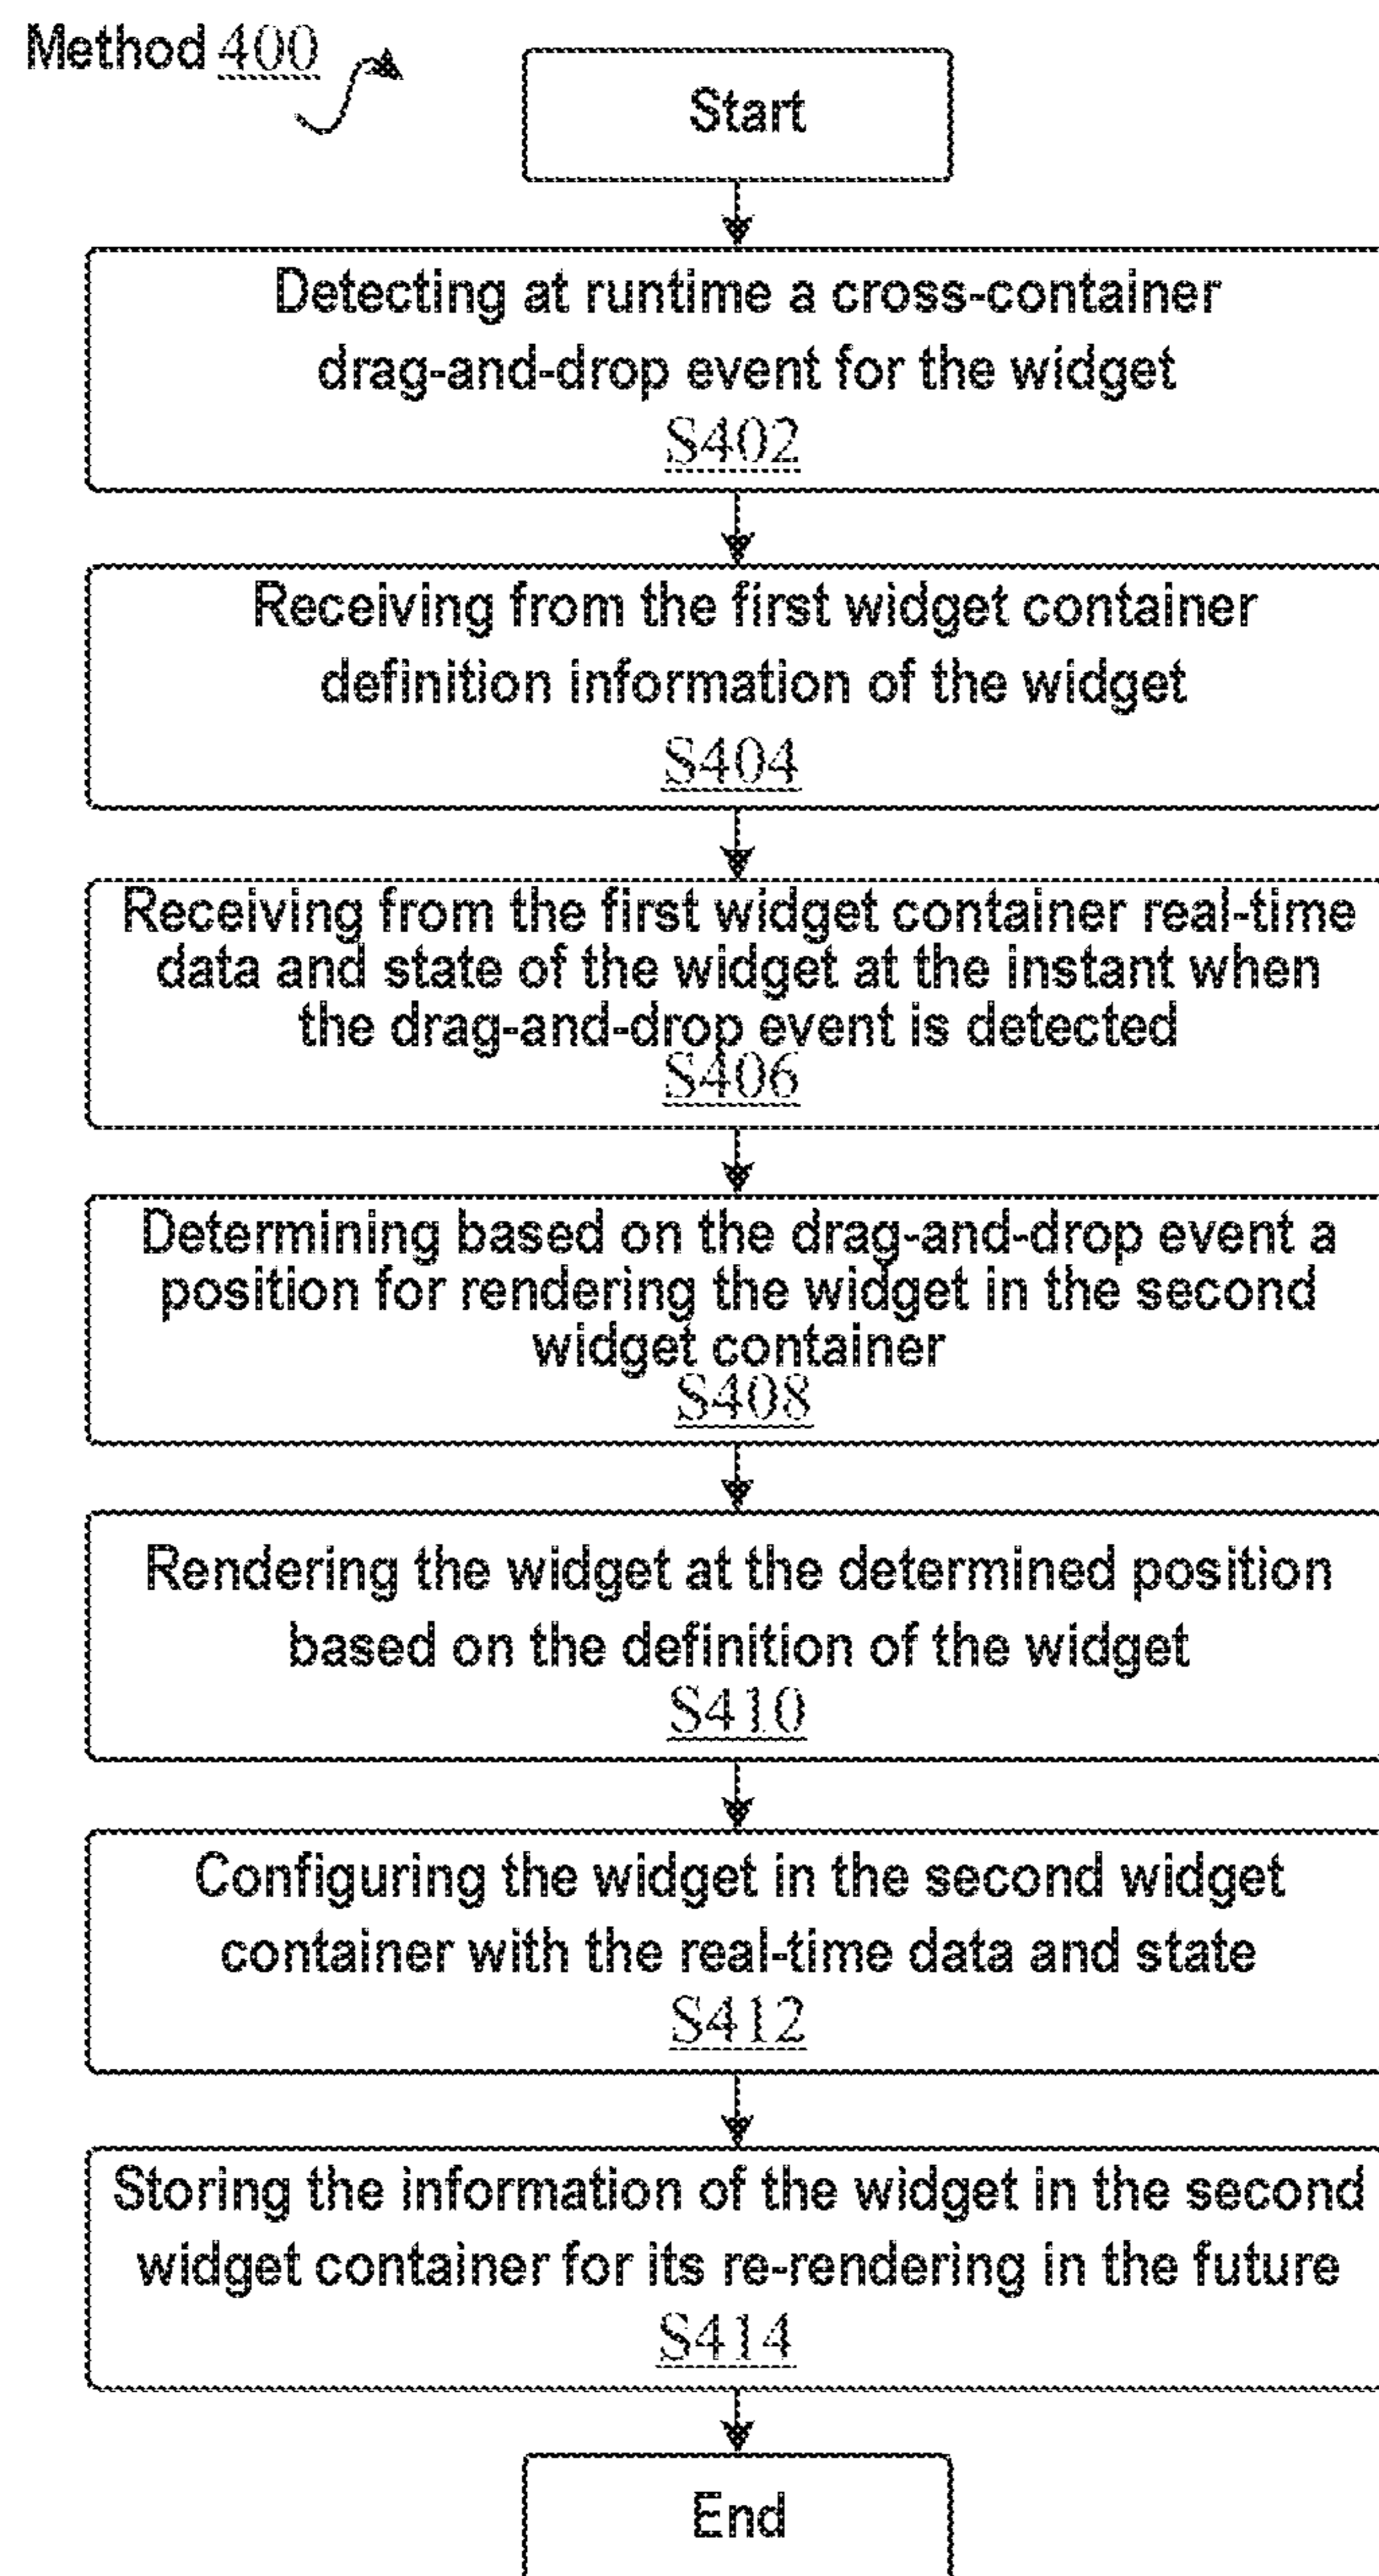 Method 400
Start
Detecting at runtime a cross-container
drag-and-drop event for the widget
S402
Receiving from the first widget container
definition information of the widget
S404
Receiving from the first widget container real-time
data and state of the widget at the instant when
the drag-and-drop event is detected
S406
Determining based on the drag-and-drop event a
position for rendering the widget in the second
widget container
S408
Rendering the widget at the determined position
based on the definition of the widget
S410
Configuring the widget in the second widget
container with the real-time data and state
S412
Storing the information of the widget in the second
widget container for its re-rendering in the future
S414
End